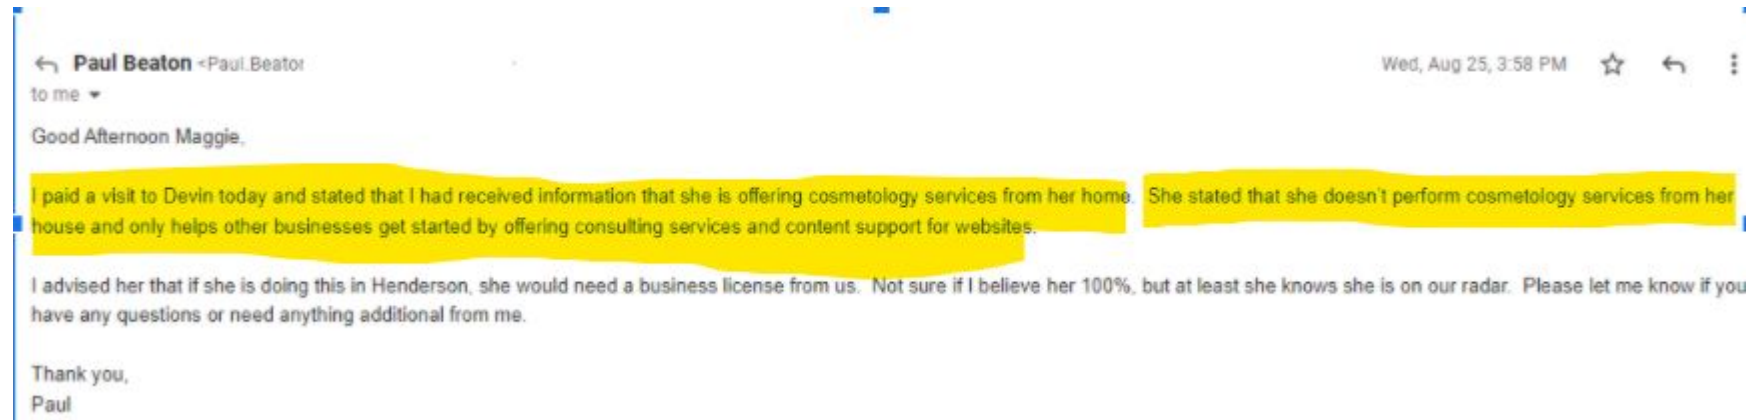 Paul Beaton <Paul.Beator
Wed, Aug 25, 3:58 PM
to me
Good Afternoon Maggie,
I paid a visit to Devin today and stated that I had received information that she is offering cosmetology services from her home. She stated that she doesn't perform cosmetology services from her
house and only helps other businesses get started by offering consulting services and content support for websites.
I advised her that if she is doing this in Henderson, she would need a business license from us. Not sure if I believe her 100%, but at least she knows she is on our radar. Please let me know if you
have any questions or need anything additional from me.
Thank you,
Paul